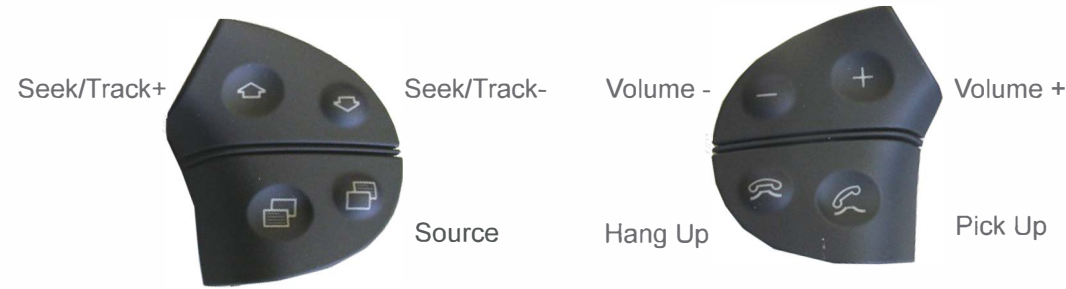 Seek/Track+
Seek/Track-
Source
Volume -
Volume +
Hang Up
Pick Up